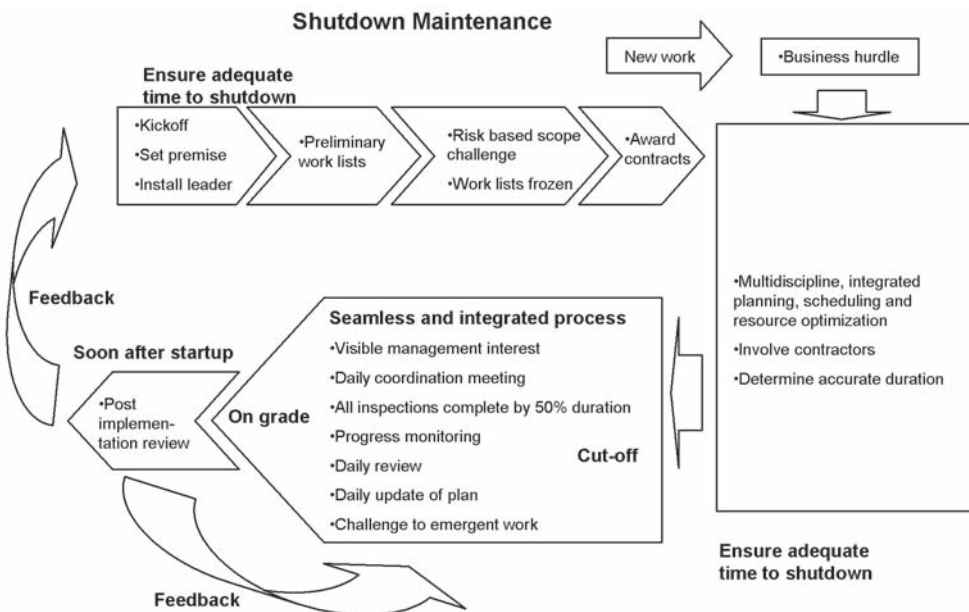 Shutdown Maintenance
New work
•Business hurdle
Ensure adequate
time to shutdown
•Kickoff
•Set premise
•Install leader
•Preliminary
work lists
•Risk based scope
challenge
•Work lists frozen
•Award
contracts
•Multidiscipline, integrated
planning, scheduling and
resource optimization
•Involve contractors
•Determine accurate duration
Ensure adequate
time to shutdown
Seamless and integrated process
•Visible management interest
•Daily coordination meeting
•All inspections complete by 50% duration
•Progress monitoring
•Daily review
•Daily update of plan
•Challenge to emergent work
Cut-off
On grade
Soon after startup
•Post
implemen-
tation review
Feedback
Feedback